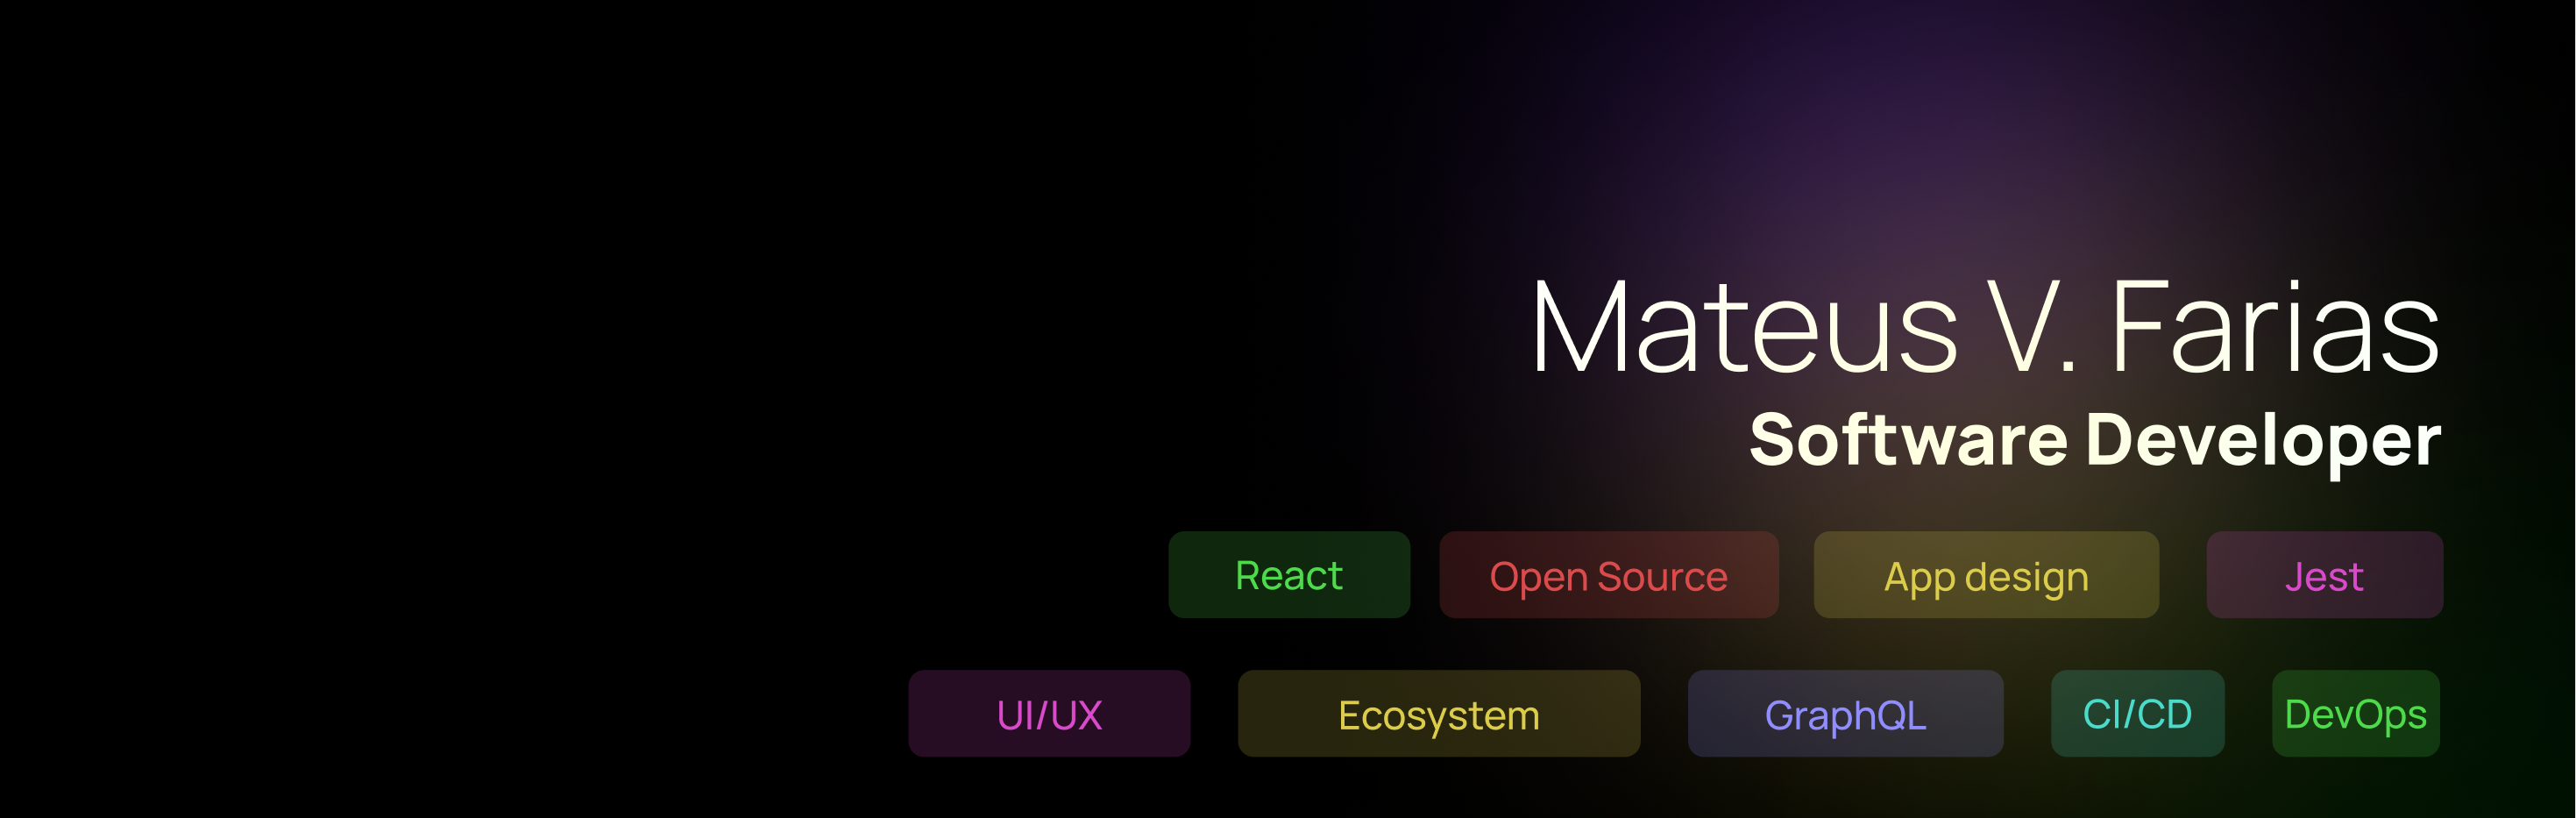 Mateus V. Farias
Software Developer
React Open Source App design Jest
UI/UX Ecosystem GraphQL CI/CD DevOps